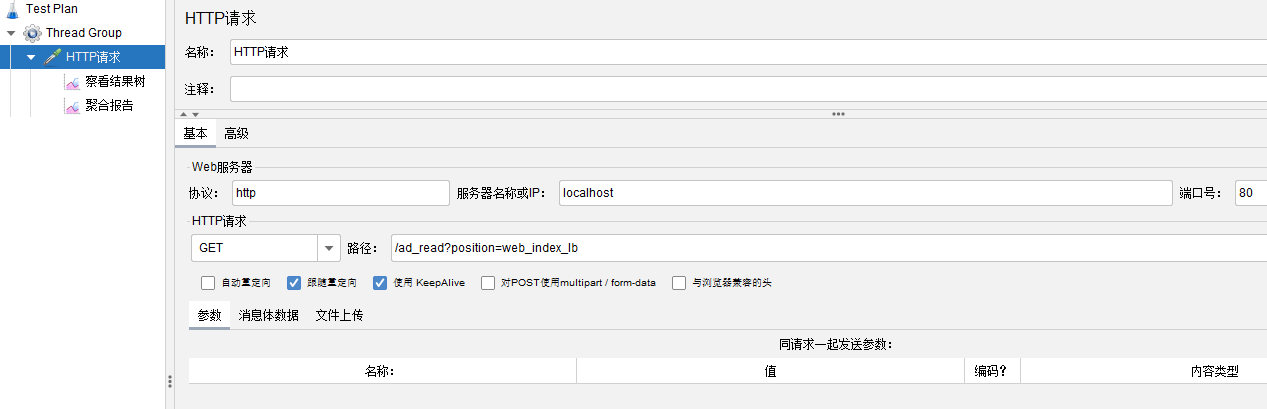 Test Plan
Thread Group
HTTP请求
察看结果树
聚合报告
HTTP请求
名称： HTTP请求
注释：
基本 高级
Web服务器
协议： http 服务器名称或IP： localhost 端口号： 80
HTTP请求
GET 路径： /ad_read?position=web_index_lb
自动重定向 跟随重定向 使用 KeepAlive 对POST使用multipart / form-data 与浏览器兼容的头
参数 消息体数据 文件上传
同请求一起发送参数：
名称： 值 编码？ 内容类型